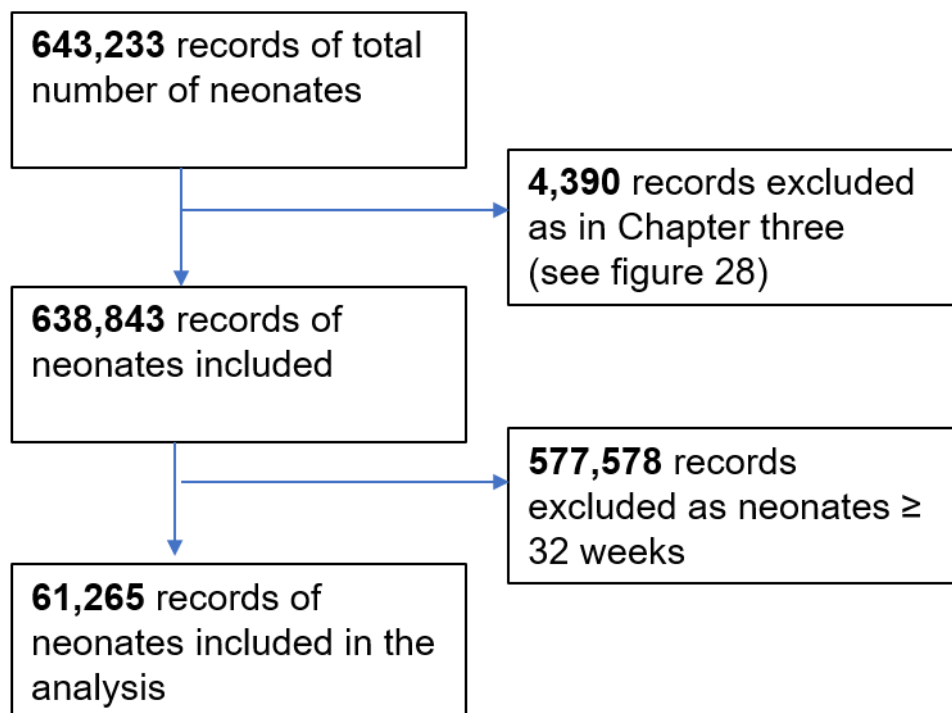 643,233 records of total
number of neonates
4,390 records excluded
as in Chapter three
(see figure 28)
638,843 records of
neonates included
577,578 records
excluded as neonates ≥
32 weeks
61,265 records of
neonates included in the
analysis